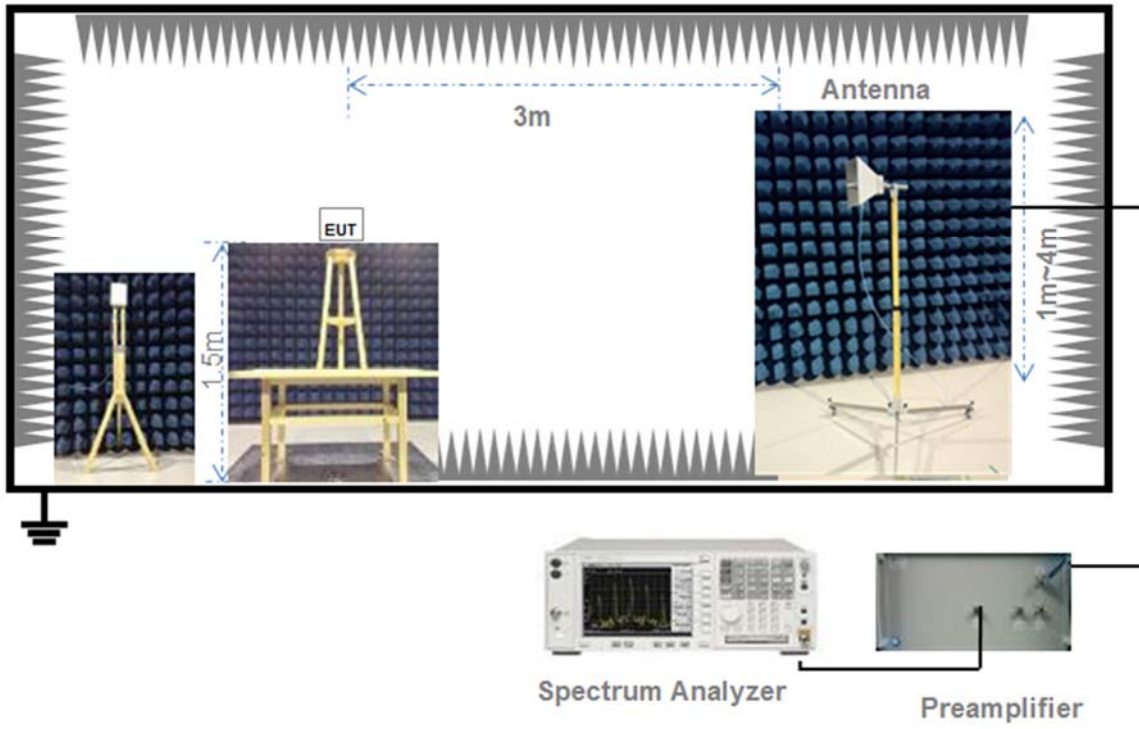 Antenna
3m
EUT
1.5m
1m~4m
Spectrum Analyzer
Preamplifier